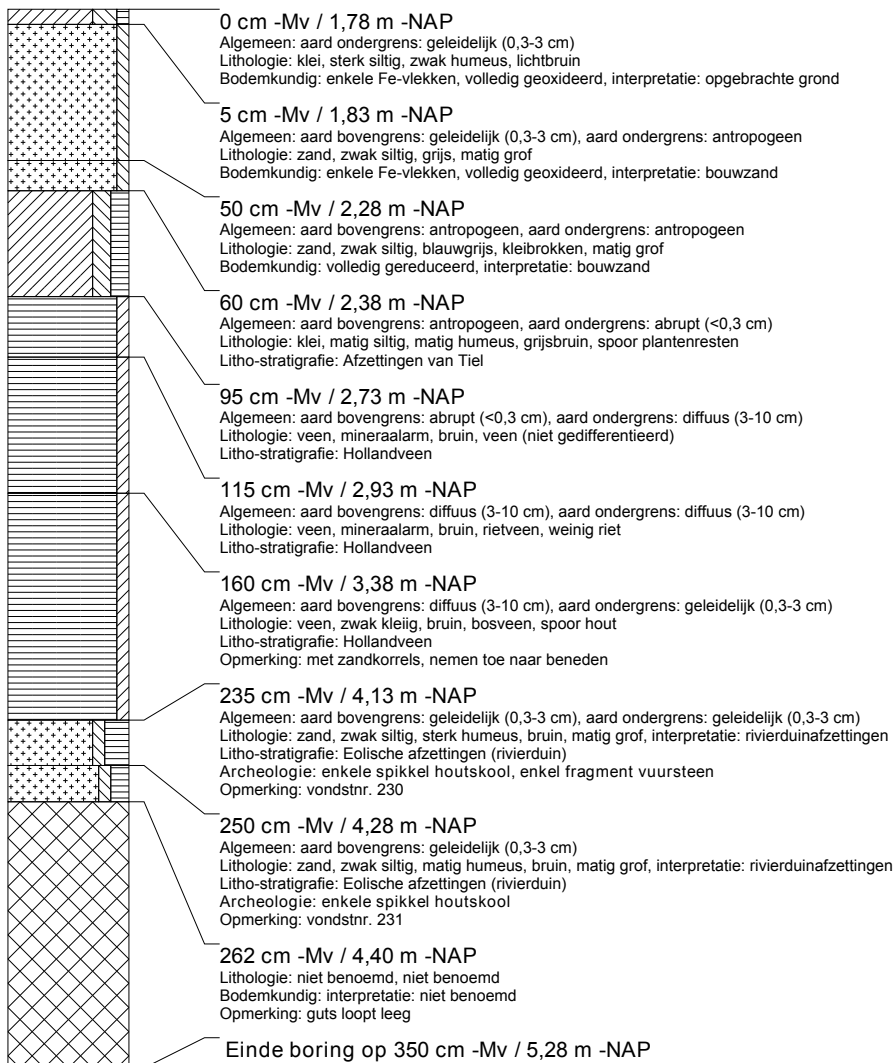 0 cm -Mv / 1,78 m -NAP
Algemeen: aard ondergrens: geleidelijk (0,3-3 cm)
Lithologie: klei, sterk siltig, zwak humeus, lichtbruin
Bodemkundig: enkele Fe-vlekken, volledig geoxideerd, interpretatie: opgebrachte grond
5 cm -Mv / 1,83 m -NAP
Algemeen: aard bovengrens: geleidelijk (0,3-3 cm), aard ondergrens: antropogeen
Lithologie: zand, zwak siltig, grijs, matig grof
Bodemkundig: enkele Fe-vlekken, volledig geoxideerd, interpretatie: bouwzand
50 cm -Mv / 2,28 m -NAP
Algemeen: aard bovengrens: antropogeen, aard ondergrens: antropogeen
Lithologie: zand, zwak siltig, blauwgrijs, kleibrokken, matig grof
Bodemkundig: volledig gereduceerd, interpretatie: bouwzand
60 cm -Mv / 2,38 m -NAP
Algemeen: aard bovengrens: antropogeen, aard ondergrens: abrupt (<0,3 cm)
Lithologie: klei, matig siltig, matig humeus, grijsbruin, spoor plantenresten
Litho-stratigrafie: Afzettingen van Tiel
95 cm -Mv / 2,73 m -NAP
Algemeen: aard bovengrens: abrupt (<0,3 cm), aard ondergrens: diffuus (3-10 cm)
Lithologie: veen, mineraalarm, bruin, veen (niet gedifferentieerd)
Litho-stratigrafie: Hollandveen
115 cm -Mv / 2,93 m -NAP
Algemeen: aard bovengrens: diffuus (3-10 cm), aard ondergrens: diffuus (3-10 cm)
Lithologie: veen, mineraalarm, bruin, rietveen, weinig riet
Litho-stratigrafie: Hollandveen
160 cm -Mv / 3,38 m -NAP
Algemeen: aard bovengrens: diffuus (3-10 cm), aard ondergrens: geleidelijk (0,3-3 cm)
Lithologie: veen, zwak kleiig, bruin, bosveen, spoor hout
Litho-stratigrafie: Hollandveen
Opmerking: met zandkorrels, nemen toe naar beneden
235 cm -Mv / 4,13 m -NAP
Algemeen: aard bovengrens: geleidelijk (0,3-3 cm), aard ondergrens: geleidelijk (0,3-3 cm)
Lithologie: zand, zwak siltig, sterk humeus, bruin, matig grof, interpretatie: rivierduinafzettingen
Litho-stratigrafie: Eolische afzettingen (rivierduin)
Archeologie: enkele spikkel houtskool, enkel fragment vuursteen
Opmerking: vondstnr. 230
250 cm -Mv / 4,28 m -NAP
Algemeen: aard bovengrens: geleidelijk (0,3-3 cm)
Lithologie: zand, zwak siltig, matig humeus, bruin, matig grof, interpretatie: rivierduinafzettingen
Litho-stratigrafie: Eolische afzettingen (rivierduin)
Archeologie: enkele spikkel houtskool
Opmerking: vondstnr. 231
262 cm -Mv / 4,40 m -NAP
Lithologie: niet benoemd, niet benoemd
Bodemkundig: interpretatie: niet benoemd
Opmerking: guts loopt leeg
Einde boring op 350 cm -Mv / 5,28 m -NAP